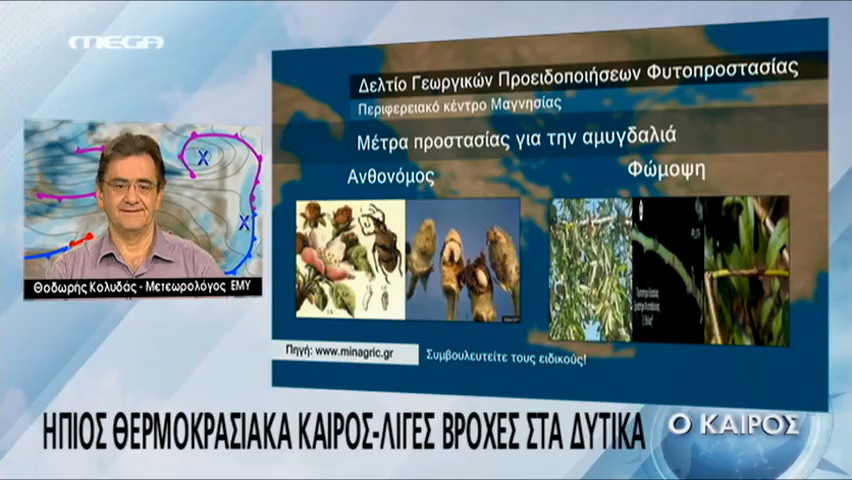 MEGA
Δελτίο Γεωργικών Προειδοποιήσεων Φυτοπροστασίας
Περιφερειακό κέντρο Μαγνησίας
Μέτρα προστασίας για την αμυγδαλιά
Ανθονόμος
Φώμοψη
Θοδωρής Κολυδάς - Μετεωρολόγος ΕΜΥ
Πηγή: www.minagric.gr
Συμβουλευτείτε τους ειδικούς!
ΗΠΙΟΣ ΘΕΡΜΟΚΡΑΣΙΑΚΑ ΚΑΙΡΟΣ-ΛΙΓΕΣ ΒΡΟΧΕΣ ΣΤΑ ΔΥΤΙΚΑ
Ο ΚΑΙΡΟΣ